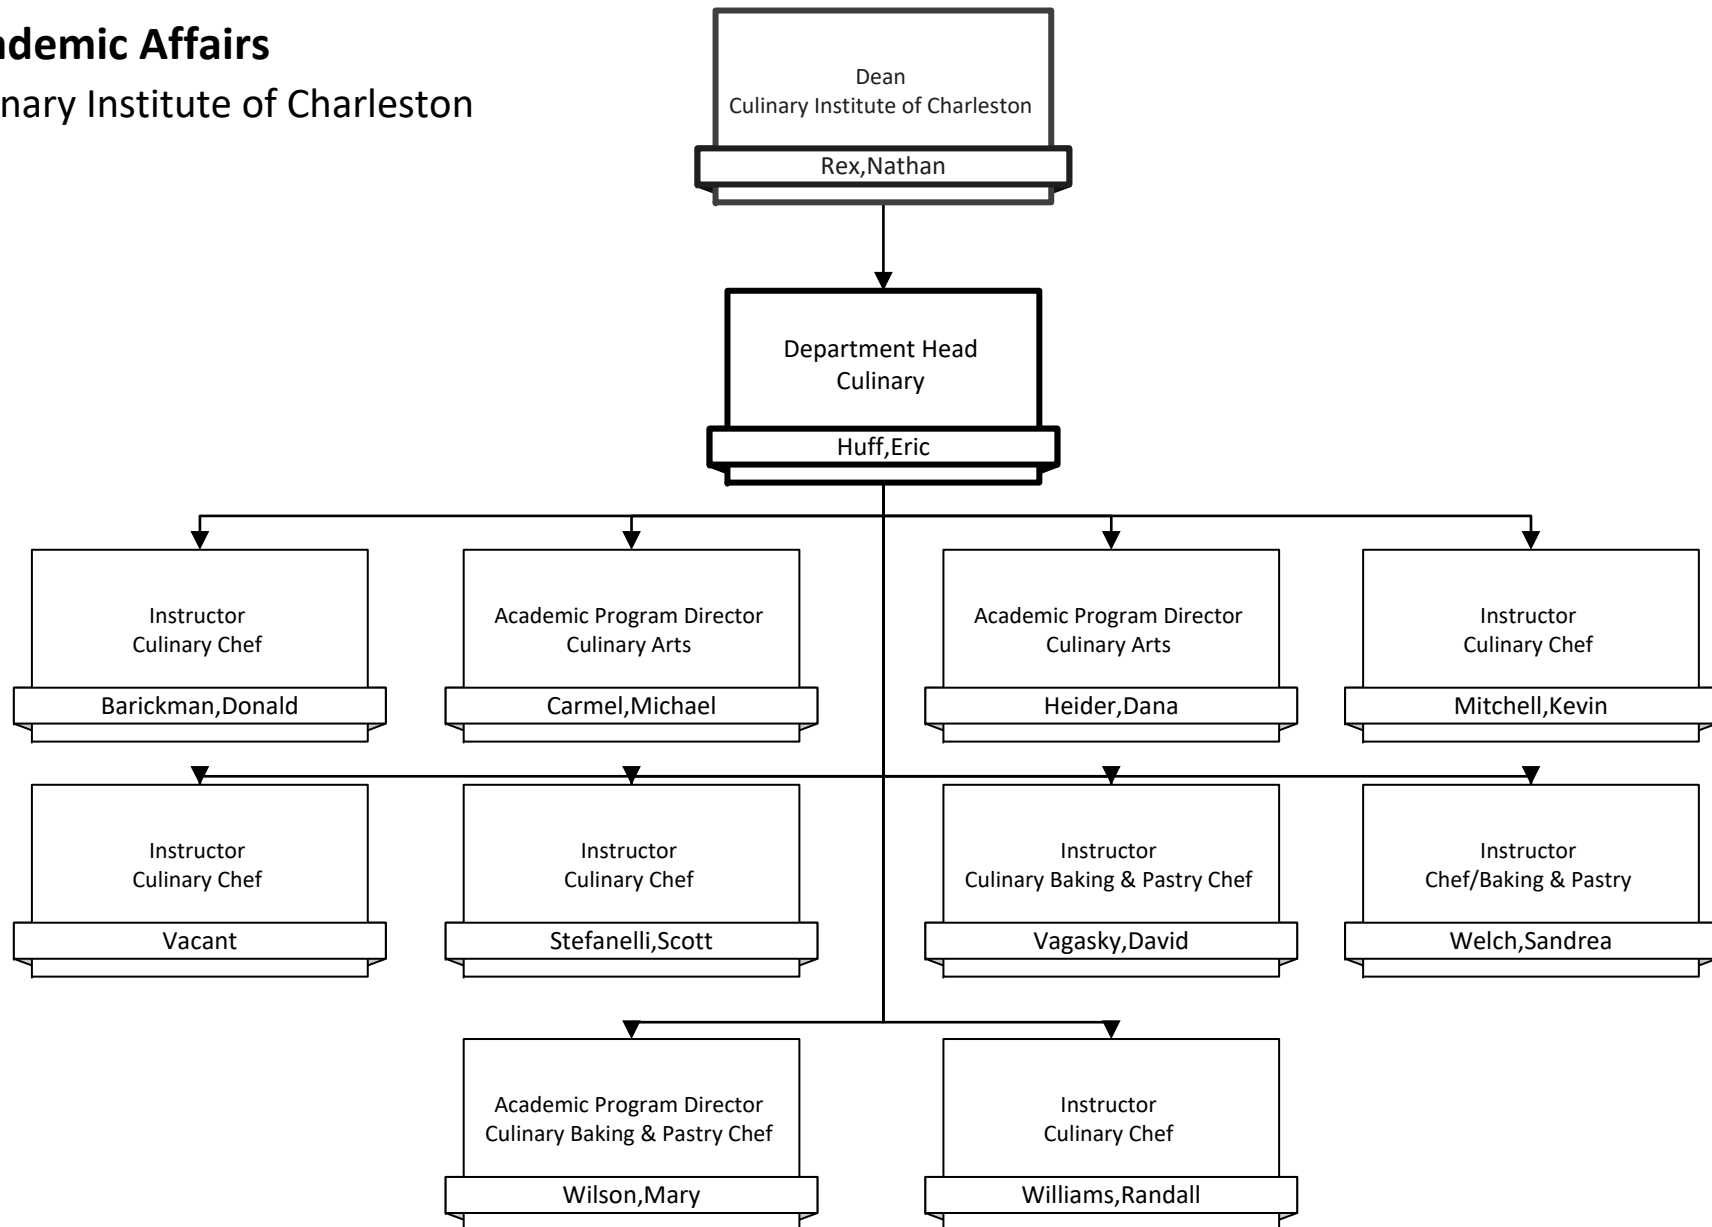 ademic Affairs
nary Institute of Charleston
Dean
Culinary Institute of Charleston
Rex,Nathan
Department Head
Culinary
Huff,Eric
Instructor
Culinary Chef
Barickman,Donald
Academic Program Director
Culinary Arts
Carmel,Michael
Academic Program Director
Culinary Arts
Heider,Dana
Instructor
Culinary Chef
Mitchell,Kevin
Instructor
Culinary Chef
Vacant
Instructor
Culinary Chef
Stefanelli,Scott
Instructor
Culinary Baking & Pastry Chef
Vagasky,David
Instructor
Chef/Baking & Pastry
Welch,Sandrea
Academic Program Director
Culinary Baking & Pastry Chef
Wilson,Mary
Instructor
Culinary Chef
Williams,Randall